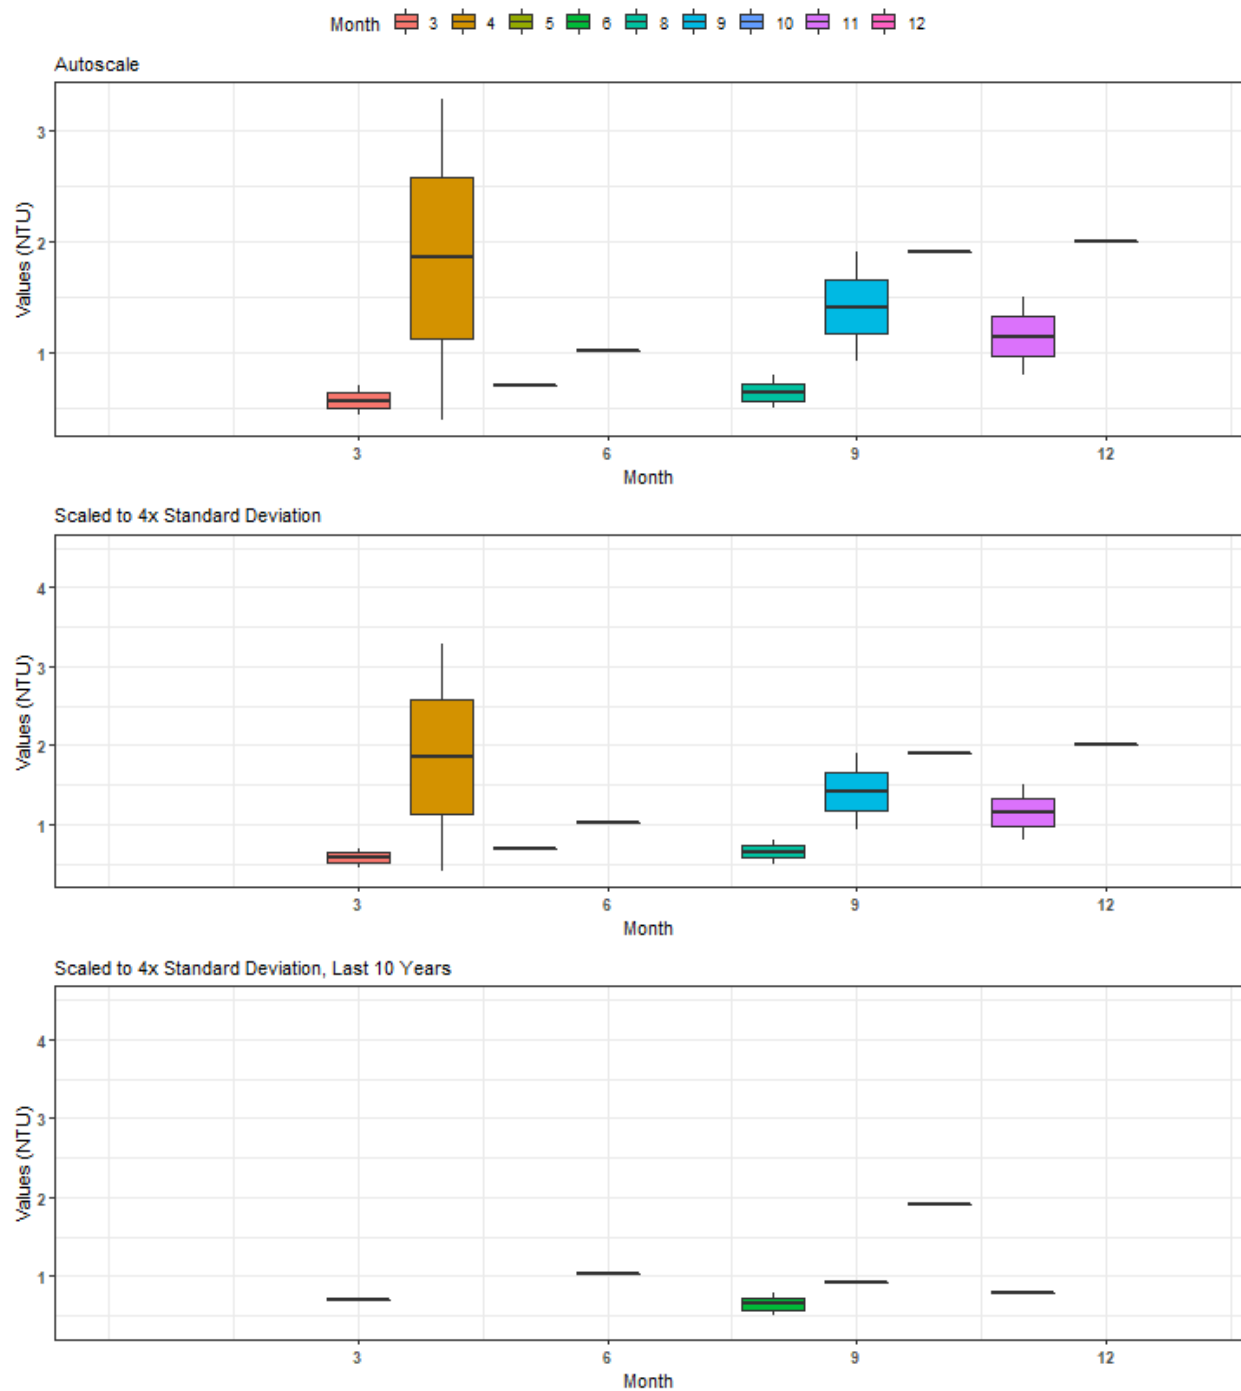 Month 3 4 5 6 8 9 10 11 12
Autoscale
Values (NTU)
3
2
1
3 6 9 12
Month
Scaled to 4x Standard Deviation
Values (NTU)
4
3
2
1
3 6 9 12
Month
Scaled to 4x Standard Deviation, Last 10 Years
Values (NTU)
4
3
2
1
3 6 9 12
Month